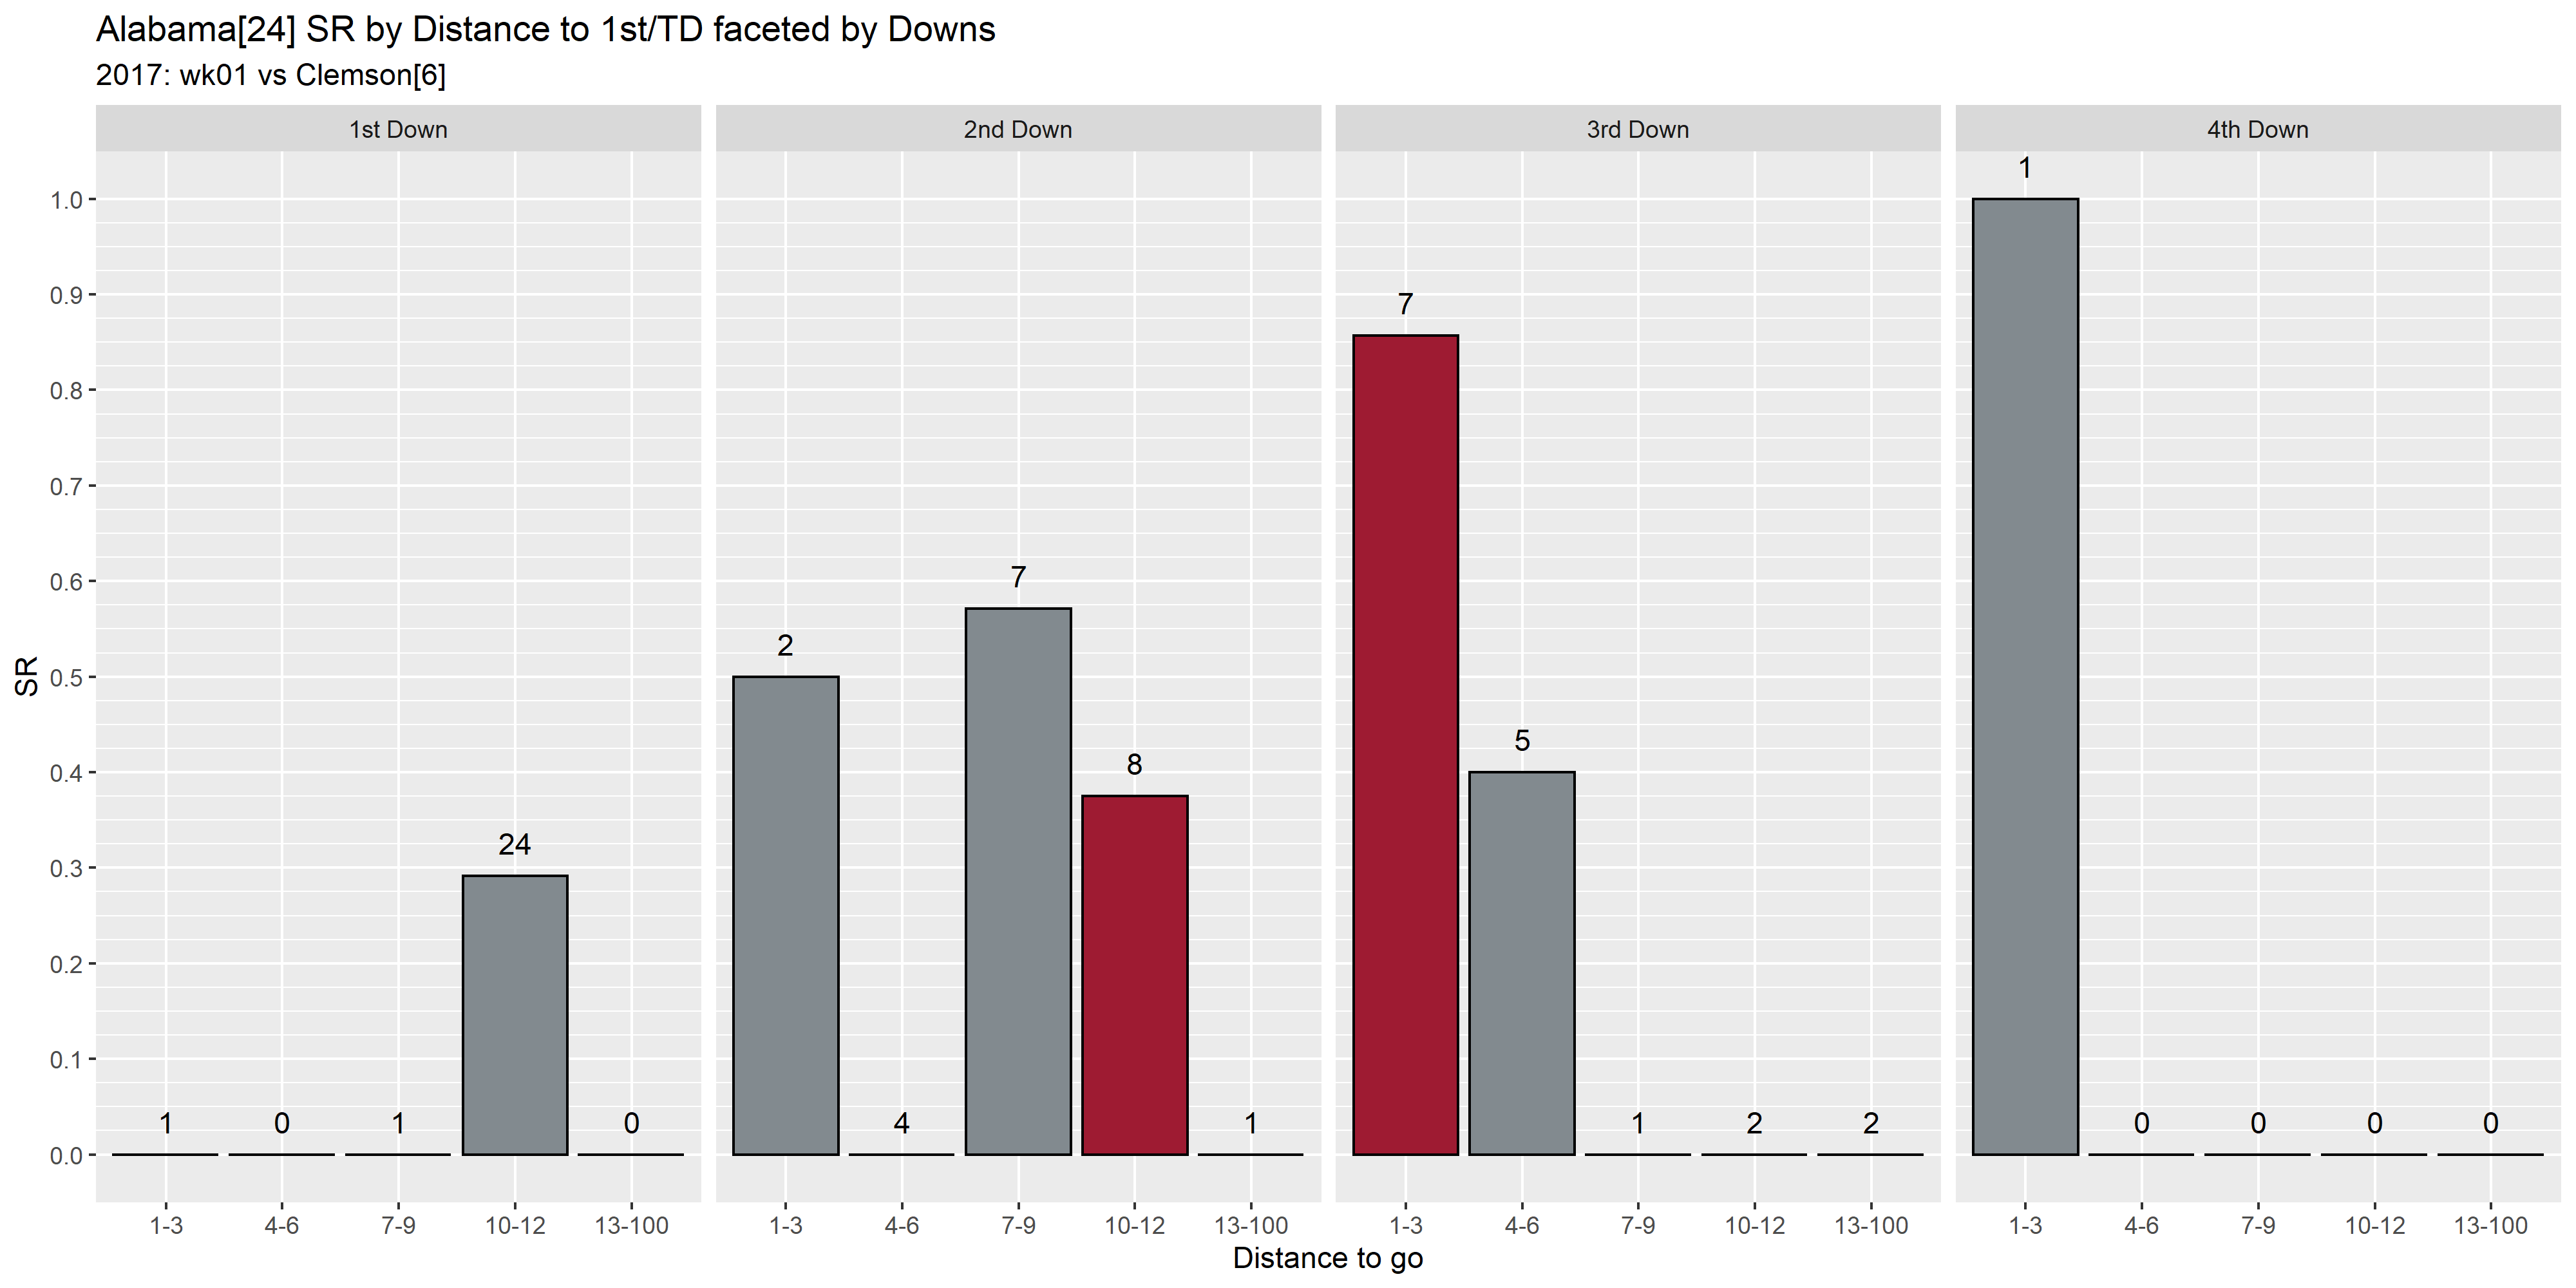 Alabama[24] SR by Distance to 1st/TD faceted by Downs
2017: wk01 vs Clemson[6]
1st Down
2nd Down
3rd Down
4th Down
SR
1.0
0.9
0.8
0.7
0.6
0.5
0.4
0.3
0.2
0.1
0.0
1 0 1 24 0
2 4 7 8 1
7 5 1 2 2
1 0 0 0 0
1-3 4-6 7-9 10-12 13-100
1-3 4-6 7-9 10-12 13-100
1-3 4-6 7-9 10-12 13-100
1-3 4-6 7-9 10-12 13-100
Distance to go